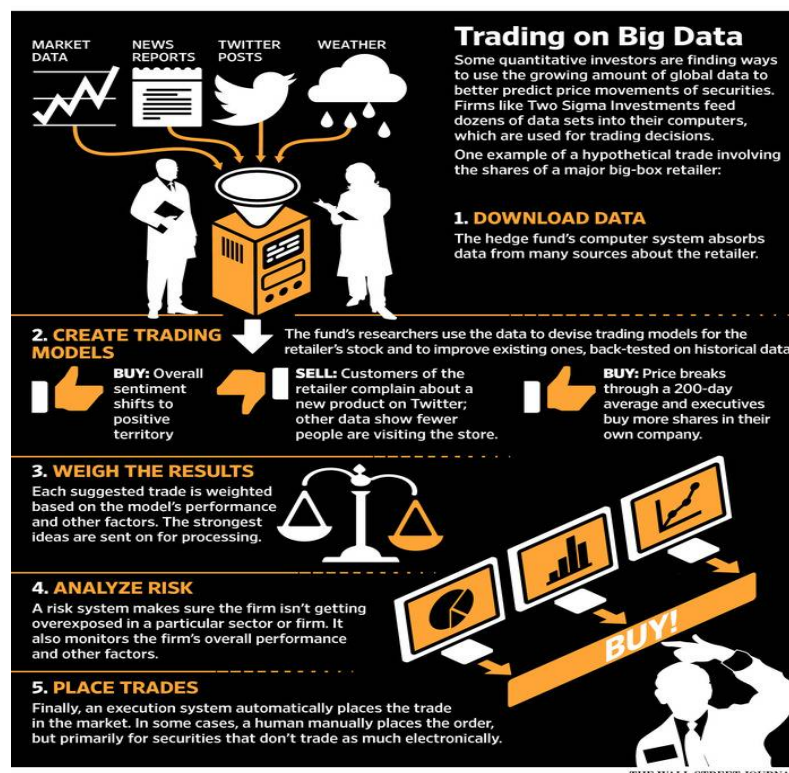 MARKET
DATA
NEWS
REPORTS
TWITTER
POSTS
WEATHER
Trading on Big Data
Some quantitative investors are finding ways
to use the growing amount of global data to
better predict price movements of securities.
Firms like Two Sigma Investments feed
dozens of data sets into their computers,
which are used for trading decisions.
One example of a hypothetical trade involving
the shares of a major big-box retailer:
1. DOWNLOAD DATA
The hedge fund's computer system absorbs
data from many sources about the retailer.
2. CREATE TRADING
MODELS
The fund's researchers use the data to devise trading models for the
retailer's stock and to improve existing ones, back-tested on historical data
BUY: Overall
sentiment
shifts to
positive
territory
SELL: Customers of the
retailer complain about a
new product on Twitter;
other data show fewer
people are visiting the store.
BUY: Price breaks
through a 200-day
average and executives
buy more shares in their
own company.
3. WEIGH THE RESULTS
Each suggested trade is weighted
based on the model's performance
and other factors. The strongest
ideas are sent on for processing.
4. ANALYZE RISK
A risk system makes sure the firm isn't getting
overexposed in a particular sector or firm. It
also monitors the firm's overall performance
and other factors.
BUY!
5. PLACE TRADES
Finally, an execution system automatically places the trade
in the market. In some cases, a human manually places the order,
but primarily for securities that don't trade as much electronically.